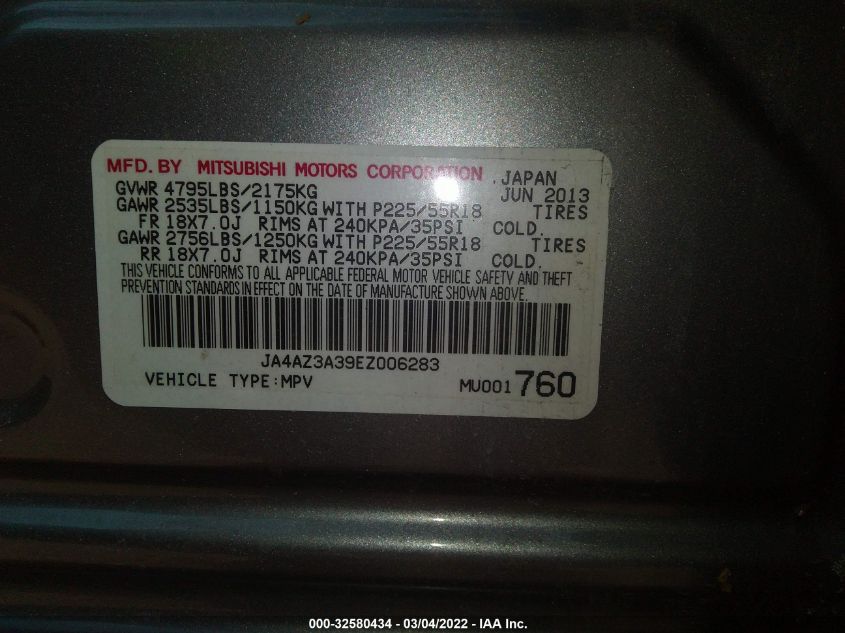 MFD. BY MITSUBISHI MOTORS CORPORATION JAPAN
GVWR 4795LBS/2175KG JUN 2013
GAWR 2535LBS/1150KG WITH P225/55R18 TIRES
FR 18X7.0J RIMS AT 240KPA/35PSI COLD.
GAWR 2756LBS/1250KG WITH P225/55R18 TIRES
RR 18X7.0J RIMS AT 240KPA/35PSI COLD. -
THIS VEHICLE CONFORMS TO ALL APPLICABLE FEDERAL MOTOR VEHICLE SAFETY AND THEFT
PREVENTION STANDARDS IN EFFECT ON THE DATE OF MANUFACTURE SHOWN ABOVE.
JA4AZ3A39EZ006283
VEHICLE TYPE:MPV MU001 760
000-32580434 - 03/04/2022 - IAA Inc.